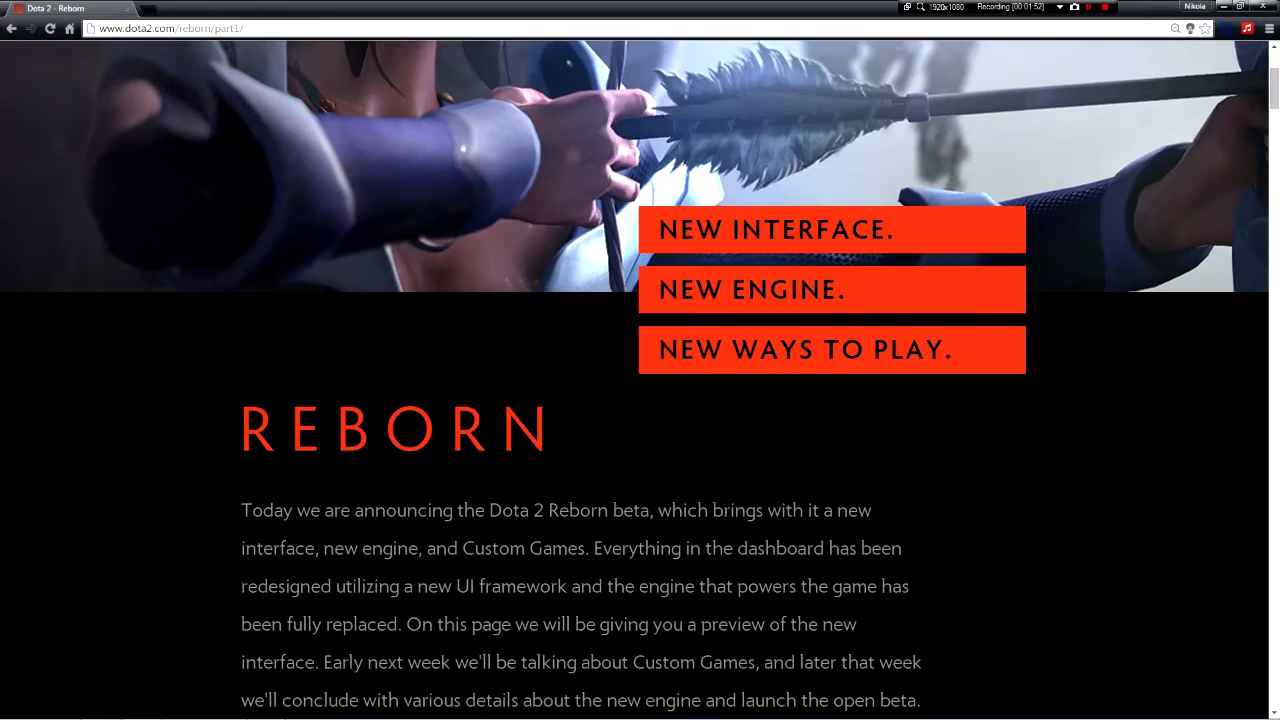 Dota 2 - Reborn
1920x1080
Recording [00:01:52]
Nikola
www.dota2.com/reborn/part1/
NEW INTERFACE.
NEW ENGINE.
NEW WAYS TO PLAY.
REBORN
Today we are announcing the Dota 2 Reborn beta, which brings with it a new
interface, new engine, and Custom Games. Everything in the dashboard has been
redesigned utilizing a new UI framework and the engine that powers the game has
been fully replaced. On this page we will be giving you a preview of the new
interface. Early next week we'll be talking about Custom Games, and later that week
we'll conclude with various details about the new engine and launch the open beta.